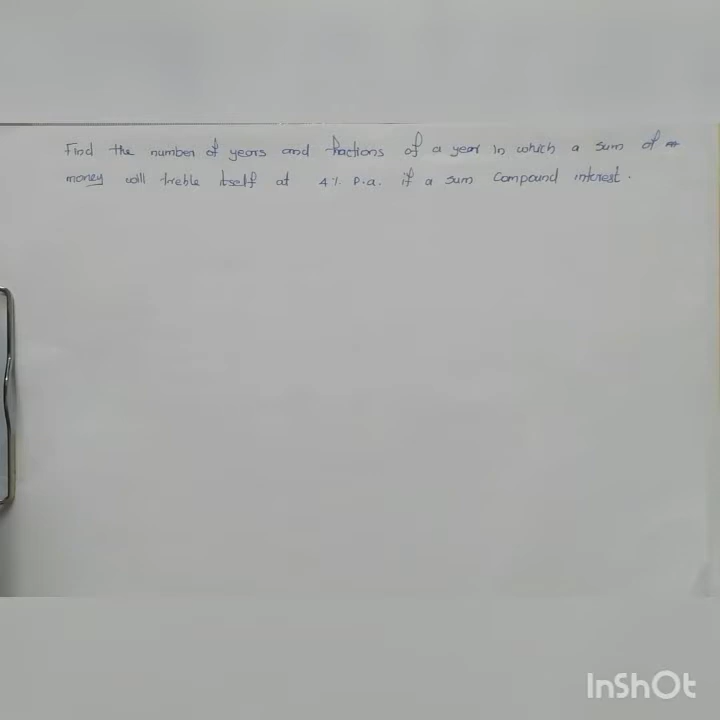 Find the number of years and fractions of a year in which a sum of
money will treble itself at 4% p.a. if a sum compound interest.
InShOt